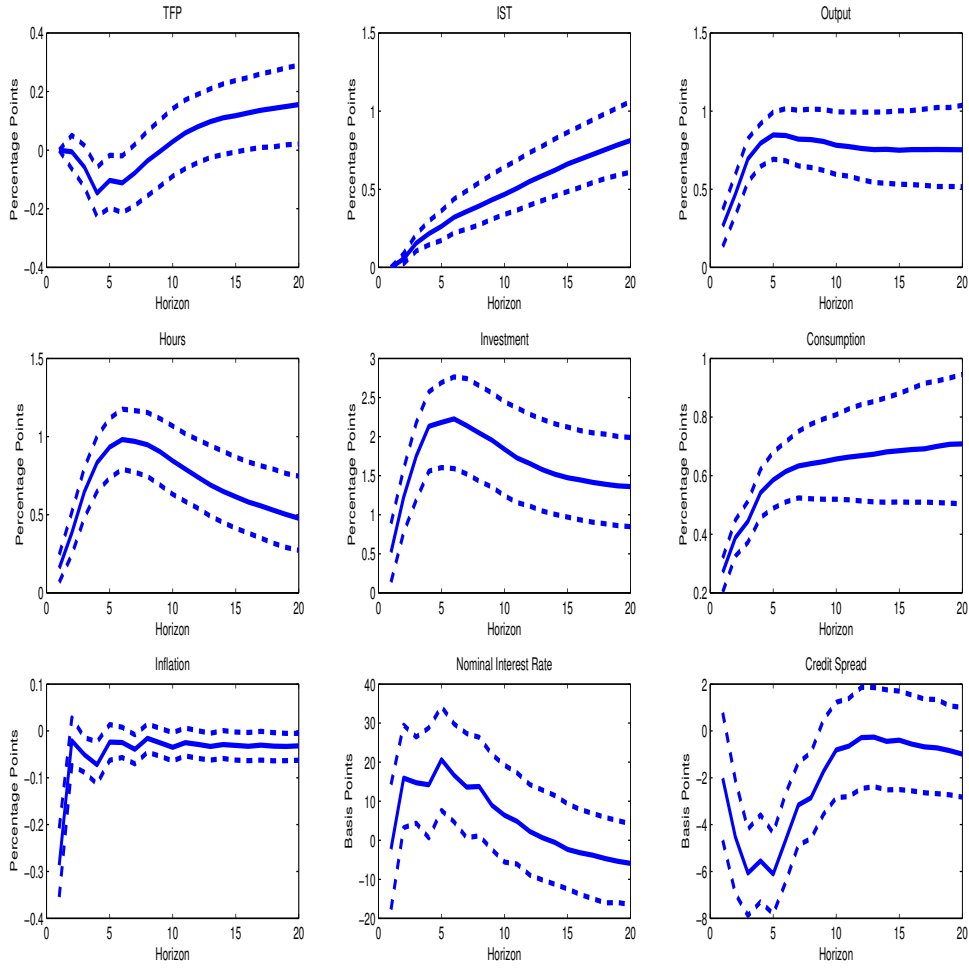 TFP
IST
Output
0.4
0.2
0
−0.2
−0.4
Percentage Points
0 5 10 15 20
Horizon
1.5
1
0.5
0
Percentage Points
0 5 10 15 20
Horizon
1.5
1
0.5
0
Percentage Points
0 5 10 15 20
Horizon
Hours
Investment
Consumption
1.5
1
0.5
0
Percentage Points
0 5 10 15 20
Horizon
3
2.5
2
1.5
1
0.5
0
Percentage Points
0 5 10 15 20
Horizon
1
0.8
0.6
0.4
0.2
Percentage Points
0 5 10 15 20
Horizon
Inflation
Nominal Interest Rate
Credit Spread
0.1
0
−0.1
−0.2
−0.3
−0.4
Percentage Points
0 5 10 15 20
Horizon
40
30
20
10
0
−10
−20
Basis Points
0 5 10 15 20
Horizon
2
0
−2
−4
−6
−8
Basis Points
0 5 10 15 20
Horizon